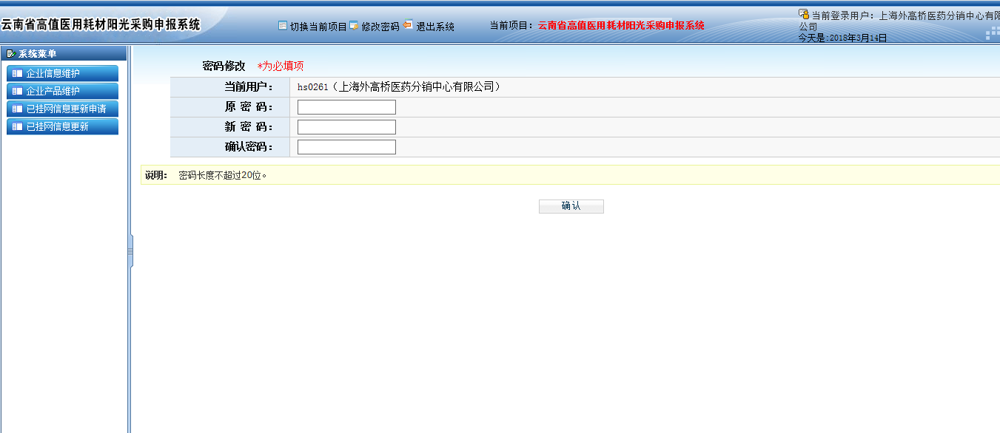 云南省高值医用耗材阳光采购申报系统
切换当前项目 修改密码 退出系统
当前项目：云南省高值医用耗材阳光采购申报系统
当前登录用户：上海外高桥医药分销中心有限
公司
今天是:2018年3月14日
系统菜单
企业信息维护
企业产品维护
已挂网信息更新申请
已挂网信息更新
密码修改 *为必填项
当前用户： hs0261（上海外高桥医药分销中心有限公司）
原 密 码：
新 密 码：
确认密码：
说明： 密码长度不超过20位。
确认